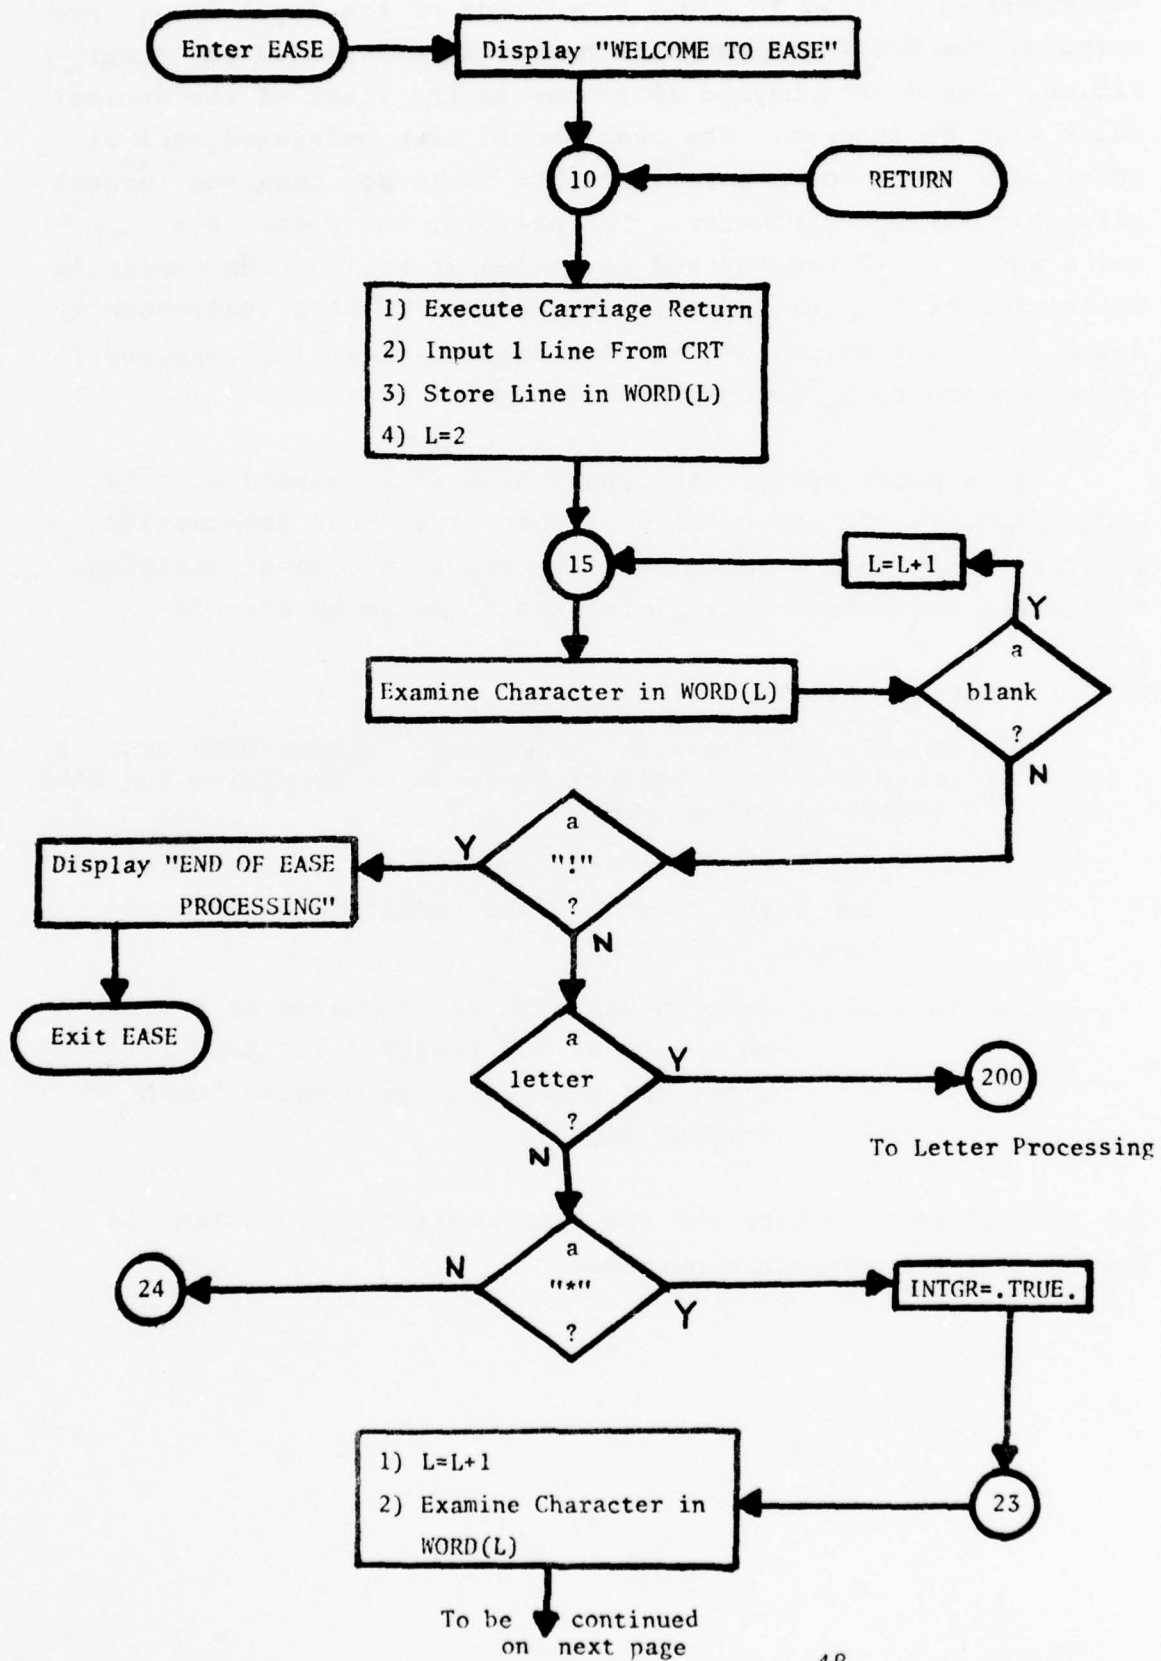 Enter EASE
Display "WELCOME TO EASE"
10
RETURN
1) Execute Carriage Return
2) Input 1 Line From CRT
3) Store Line in WORD(L)
4) L=2
15
L=L+1
Y
Examine Character in WORD(L)
a
blank
?
N
a
"!"
?
Y
N
Display "END OF EASE
PROCESSING"
Exit EASE
a
letter
?
Y
N
200
To Letter Processing
a
"*"
?
N
Y
24
INTGR=.TRUE.
23
1) L=L+1
2) Examine Character in
WORD(L)
To be continued
on next page
48